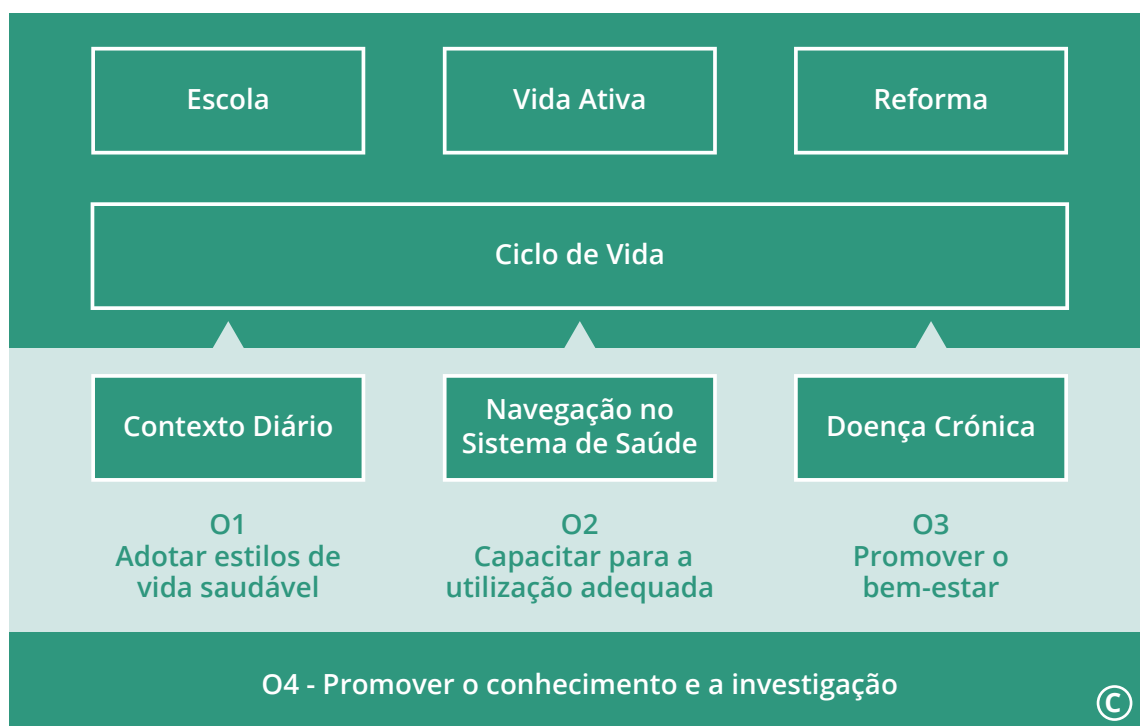 Escola
Vida Ativa
Reforma
Ciclo de Vida
Contexto Diário
Navegação no
Sistema de Saúde
Doença Crónica
O1
Adotar estilos de
vida saudável
O2
Capacitar para a
utilização adequada
O3
Promover o
bem-estar
O4 - Promover o conhecimento e a investigação
©